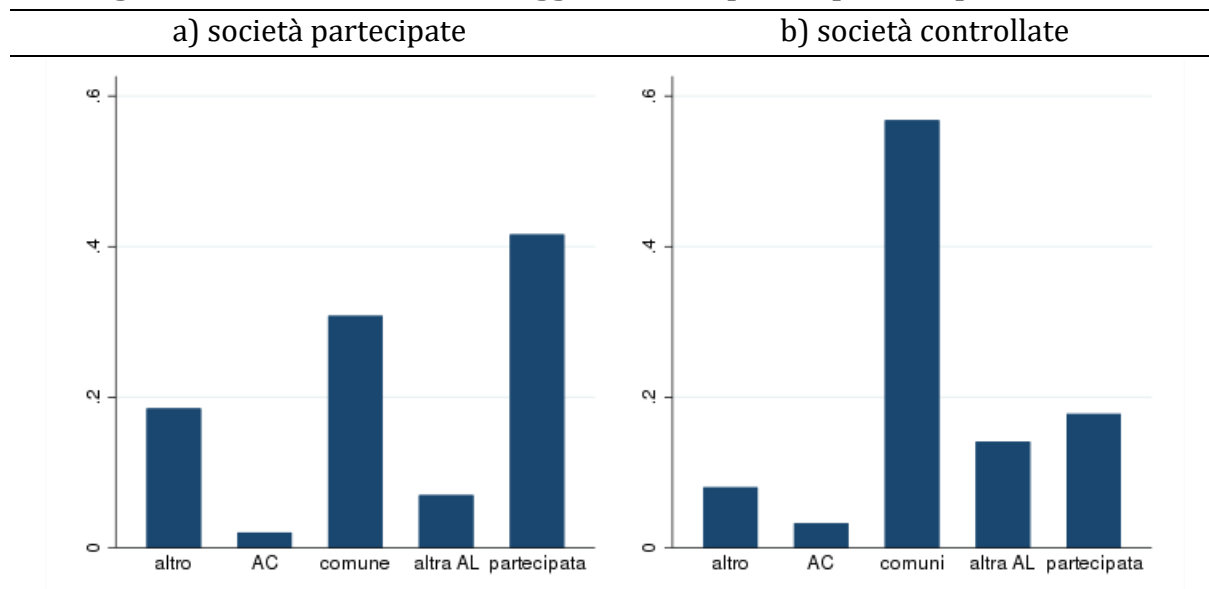 a) società partecipate
b) società controllate
.6
.4
.2
0
altro AC comune altra AL partecipata
.6
.4
.2
0
altro AC comuni altra AL partecipata